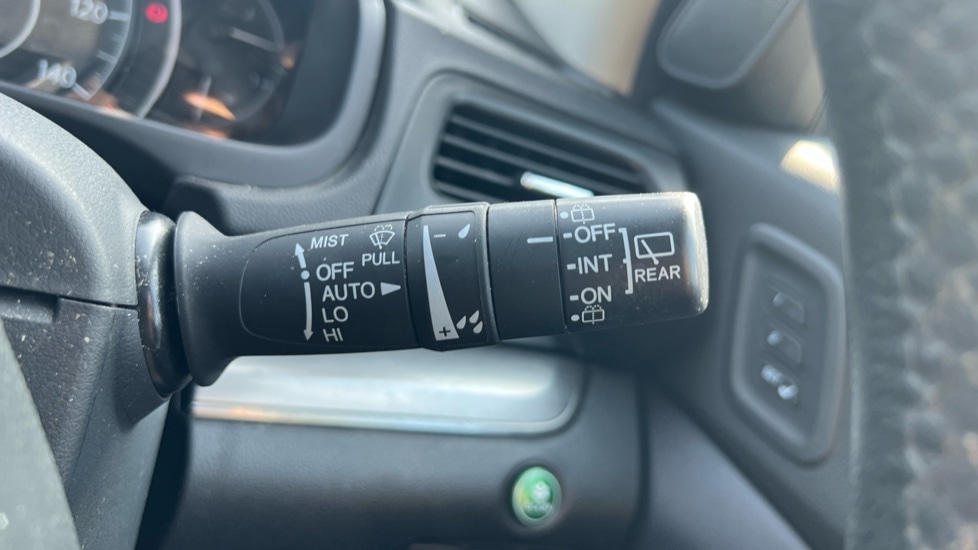 120
140
MIST
PULL
OFF
AUTO
LO
HI
− 
+
-OFF
-INT
-ON
REAR